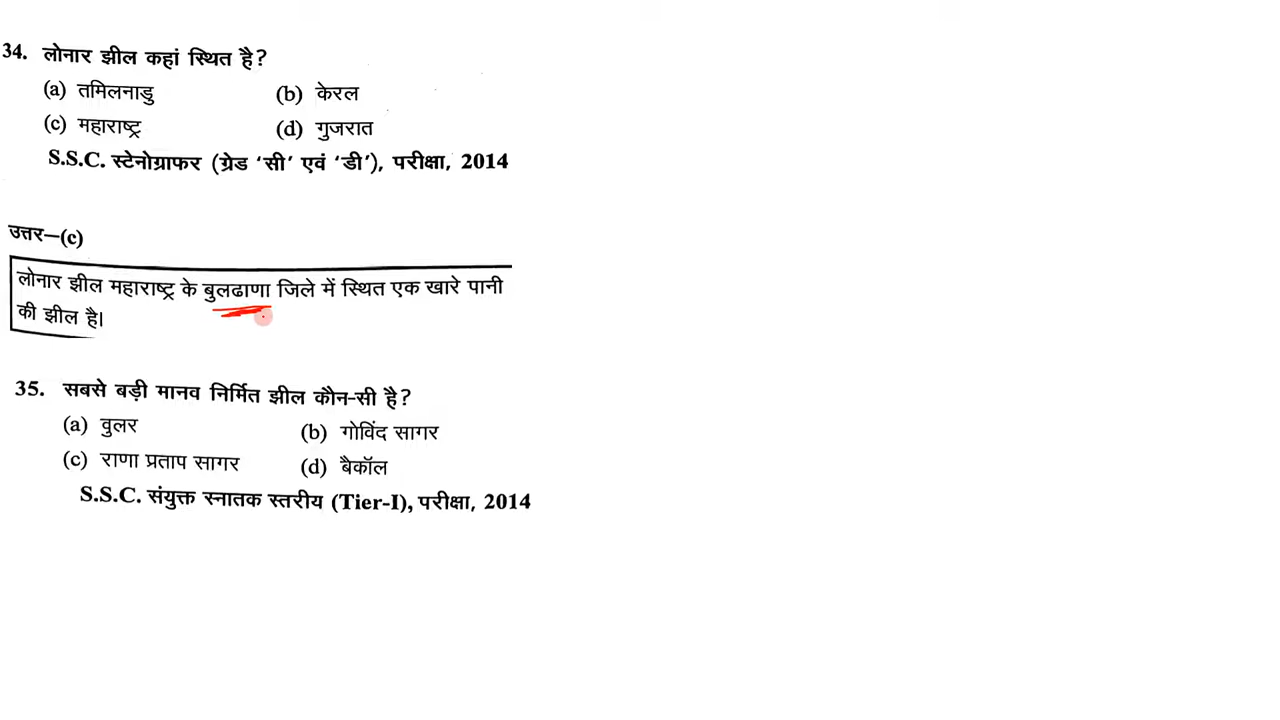 34. लोनार झील कहां स्थित है?
(a) तमिलनाडु (b) केरल
(c) महाराष्ट्र (d) गुजरात
S.S.C. स्टेनोग्राफर (ग्रेड ‘सी’ एवं ‘डी’), परीक्षा, 2014
उत्तर—(c)
लोनार झील महाराष्ट्र के बुलढाणा जिले में स्थित एक खारे पानी
की झील है।
35. सबसे बड़ी मानव निर्मित झील कौन-सी है?
(a) वुलर (b) गोविंद सागर
(c) राणा प्रताप सागर (d) बैकॉल
S.S.C. संयुक्त स्नातक स्तरीय (Tier-I), परीक्षा, 2014